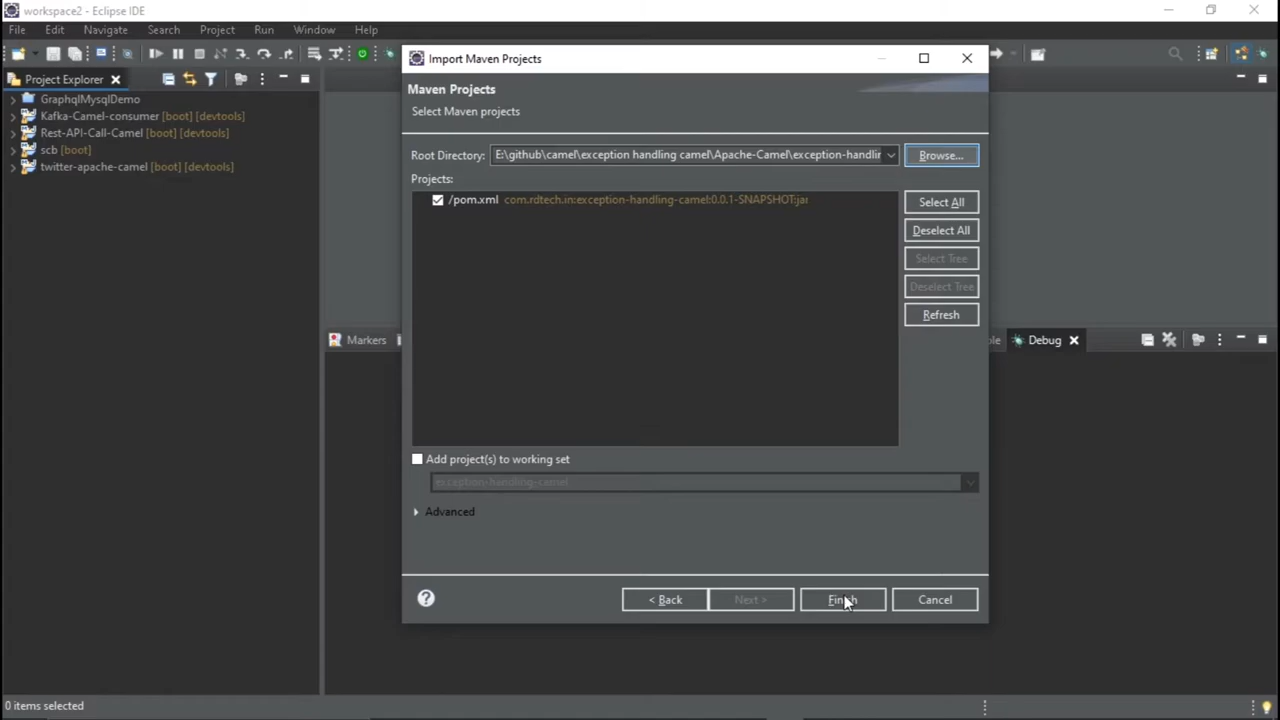 workspace2 - Eclipse IDE
File Edit Navigate Search Project Run Window Help
Project Explorer
GraphqlMysqlDemo
Kafka-Camel-consumer [boot] [devtools]
Rest-API-Call-Camel [boot] [devtools]
scb [boot]
twitter-apache-camel [boot] [devtools]
Import Maven Projects
Maven Projects
Select Maven projects
Root Directory: E:\github\camel\exception handling camel\Apache-Camel\exception-handlin Browse...
Projects:
/pom.xml com.rdtech.in:exception-handling-camel:0.0.1-SNAPSHOT:jar
Select All
Deselect All
Select Tree
Deselect Tree
Refresh
Markers
Debug
Add project(s) to working set
exception-handling-camel
Advanced
< Back Next > Finish Cancel
0 items selected